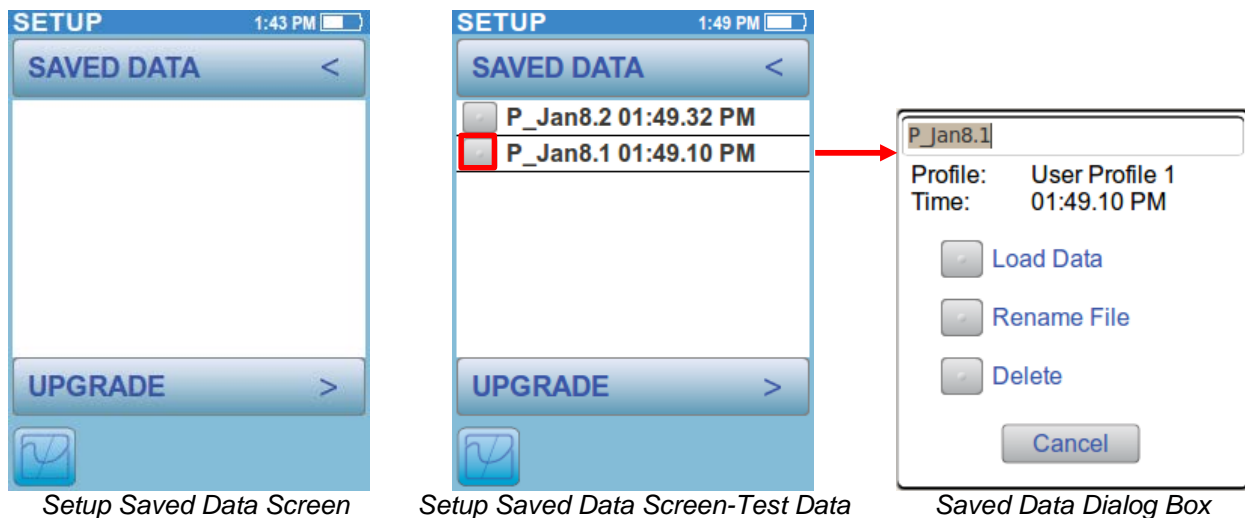 SETUP 1:43 PM
SAVED DATA <
UPGRADE >
Setup Saved Data Screen
SETUP 1:49 PM
SAVED DATA <
P_Jan8.2 01:49.32 PM
P_Jan8.1 01:49.10 PM
UPGRADE >
Setup Saved Data Screen-Test Data
P_Jan8.1
Profile: User Profile 1
Time: 01:49.10 PM
Load Data
Rename File
Delete
Cancel
Saved Data Dialog Box